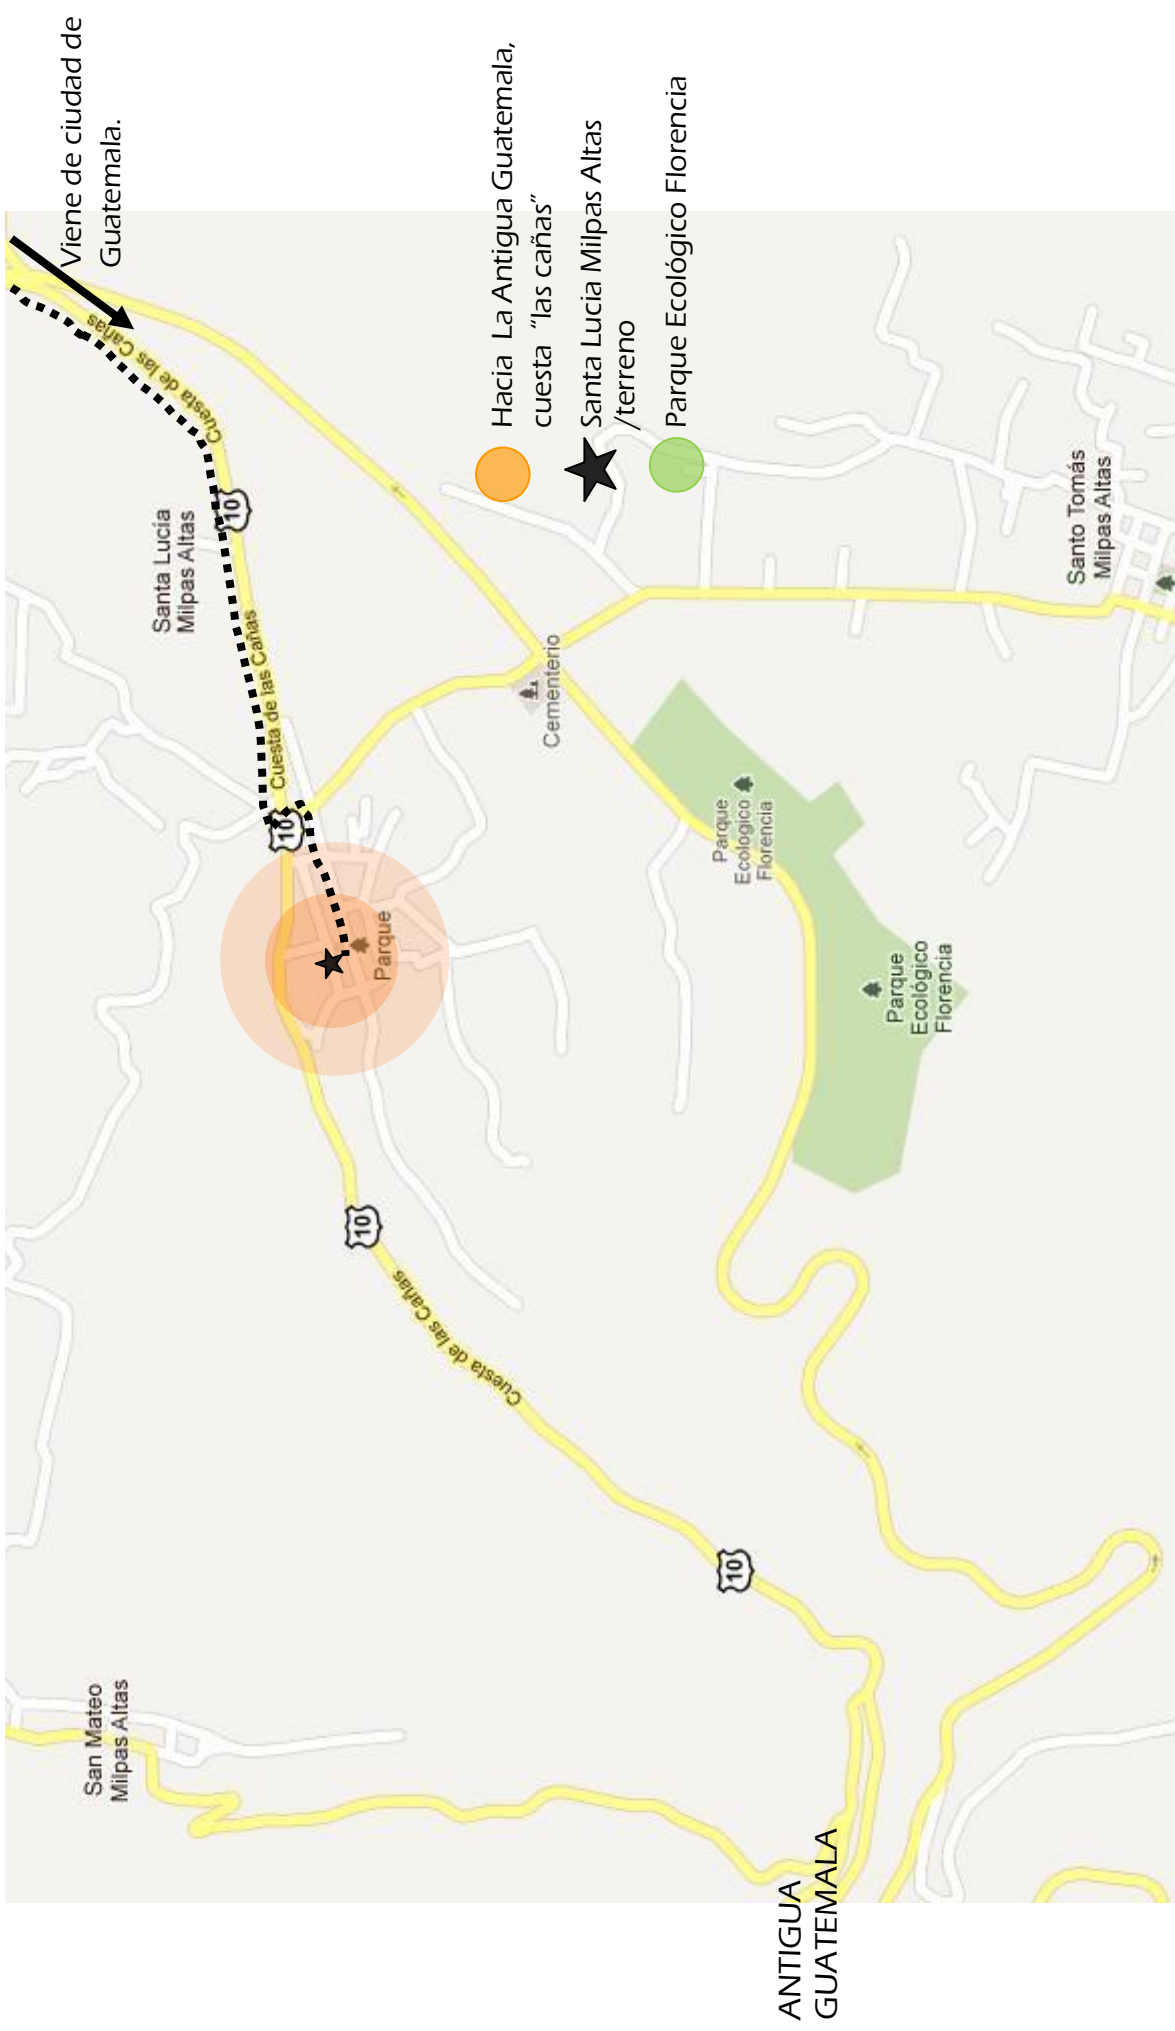 Viene de ciudad de
Guatemala.
Hacia La Antigua Guatemala,
cuesta “las cañas”
Santa Lucia Milpas Altas
/terreno
Parque Ecológico Florencia
Cuesta de las Cañas
10
Santa Lucía
Milpas Altas
Cuesta de las Cañas
10
Parque
Cementerio
Santo Tomás
Milpas Altas
Parque
Ecológico
Florencia
Parque
Ecológico
Florencia
10
Cuesta de las Cañas
10
San Mateo
Milpas Altas
ANTIGUA
GUATEMALA